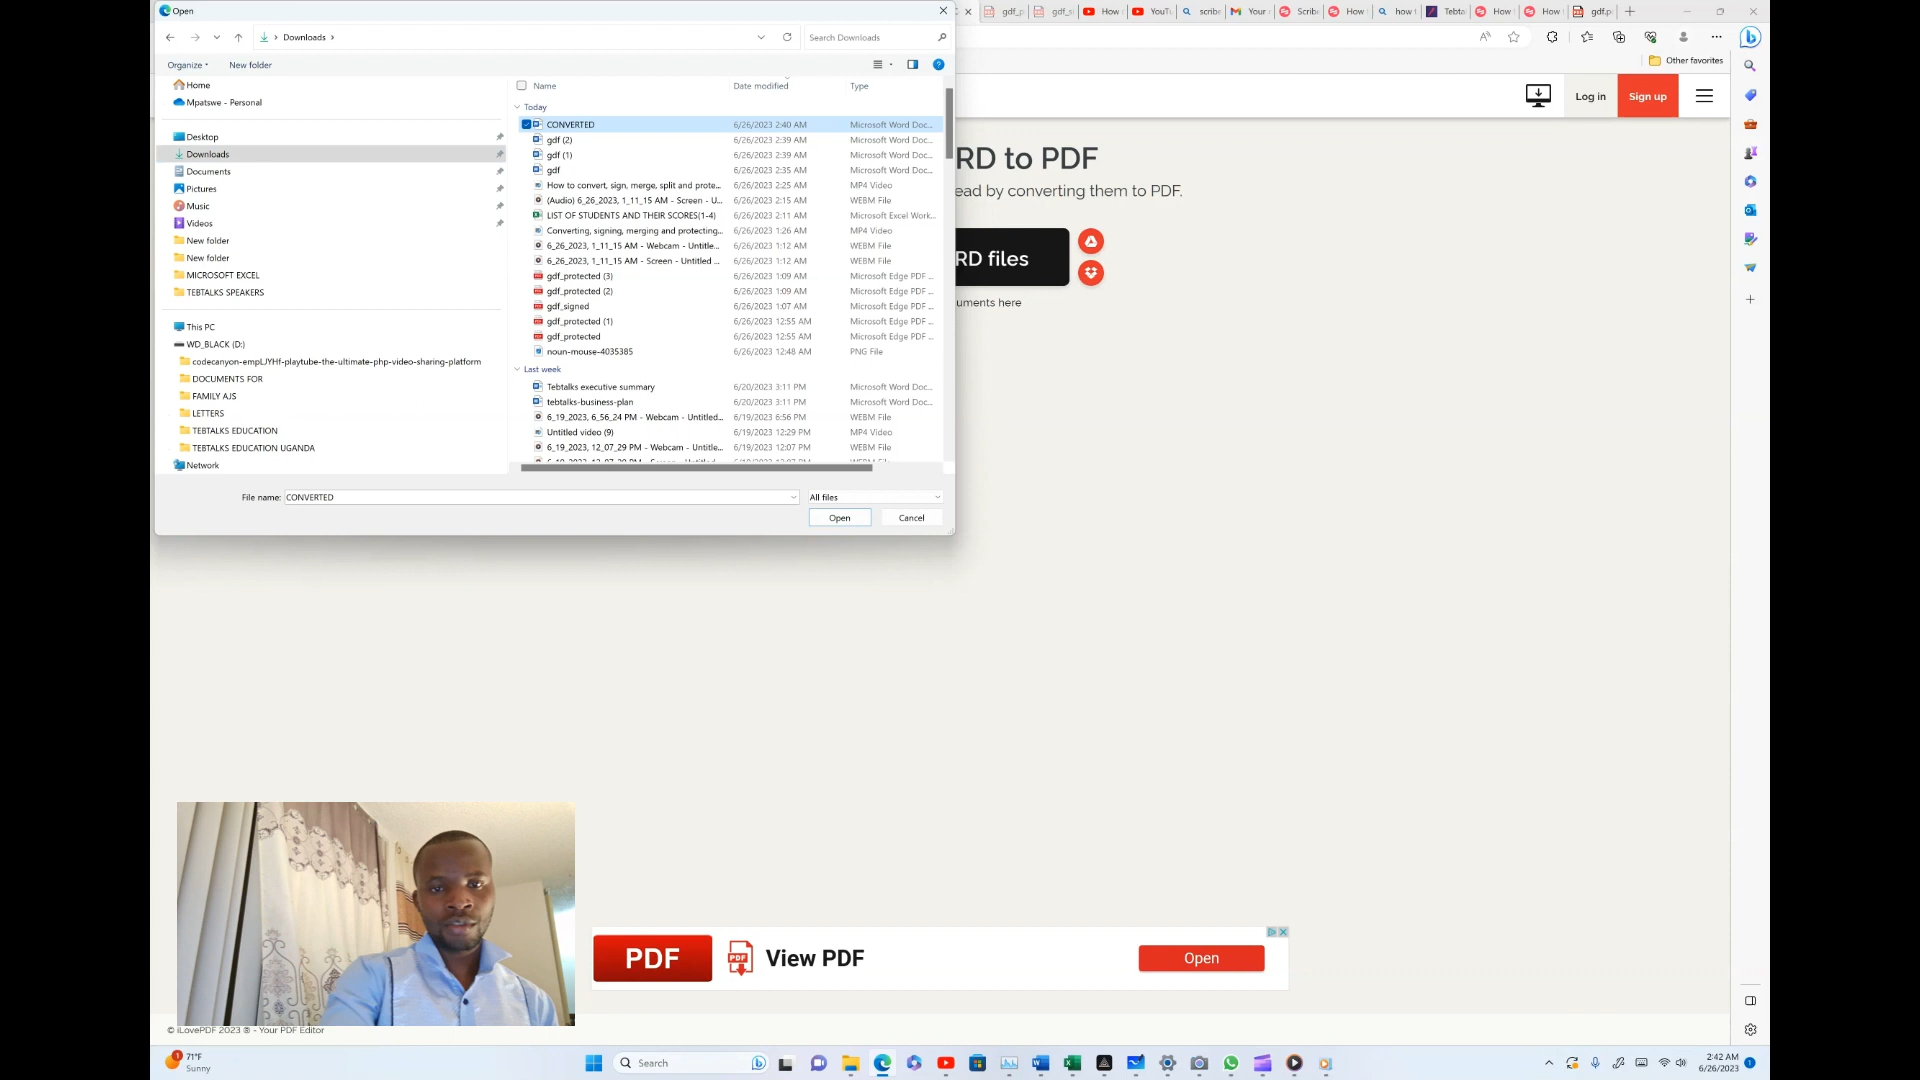 Open
gdf_p
gdf_s
How
YouTu
scribe
Your
Scribe
How
how t
Tebta
How
How
gdf.p
Downloads
Search Downloads
Organize
New folder
Other favorites
Home
Mpatswe - Personal
Desktop
Downloads
Documents
Pictures
Music
Videos
New folder
New folder
MICROSOFT EXCEL
TEBTALKS SPEAKERS
This PC
WD_BLACK (D:)
codecanyon-empLJYHf-playtube-the-ultimate-php-video-sharing-platform
DOCUMENTS FOR
FAMILY AJS
LETTERS
TEBTALKS EDUCATION
TEBTALKS EDUCATION UGANDA
Network
Name Date modified Type
Today
CONVERTED 6/26/2023 2:40 AM Microsoft Word Doc...
gdf (2) 6/26/2023 2:39 AM Microsoft Word Doc...
gdf (1) 6/26/2023 2:39 AM Microsoft Word Doc...
gdf 6/26/2023 2:35 AM Microsoft Word Doc...
How to convert, sign, merge, split and prote... 6/26/2023 2:25 AM MP4 Video
(Audio) 6_26_2023, 1_11_15 AM - Screen - U... 6/26/2023 2:15 AM WEBM File
LIST OF STUDENTS AND THEIR SCORES(1-4) 6/26/2023 2:11 AM Microsoft Excel Work...
Converting, signing, merging and protecting... 6/26/2023 1:26 AM MP4 Video
6_26_2023, 1_11_15 AM - Webcam - Untitle... 6/26/2023 1:12 AM WEBM File
6_26_2023, 1_11_15 AM - Screen - Untitled ... 6/26/2023 1:12 AM WEBM File
gdf_protected (3) 6/26/2023 1:09 AM Microsoft Edge PDF ...
gdf_protected (2) 6/26/2023 1:09 AM Microsoft Edge PDF ...
gdf_signed 6/26/2023 1:07 AM Microsoft Edge PDF ...
gdf_protected (1) 6/26/2023 12:55 AM Microsoft Edge PDF ...
gdf_protected 6/26/2023 12:55 AM Microsoft Edge PDF ...
noun-mouse-4035385 6/26/2023 12:48 AM PNG File
Last week
Tebtalks executive summary 6/20/2023 3:11 PM Microsoft Word Doc...
tebtalks-business-plan 6/20/2023 3:11 PM Microsoft Word Doc...
6_19_2023, 6_56_24 PM - Webcam - Untitled... 6/19/2023 6:56 PM WEBM File
Untitled video (9) 6/19/2023 12:29 PM MP4 Video
6_19_2023, 12_07_29 PM - Webcam - Untitle... 6/19/2023 12:07 PM WEBM File
File name: CONVERTED
All files
Open Cancel
Log in
Sign up
RD to PDF
ead by converting them to PDF.
RD files
uments here
PDF
PDF
View PDF
Open
© iLovePDF 2023 ® - Your PDF Editor
1
71°F
Sunny
Search
2:42 AM
6/26/2023
1